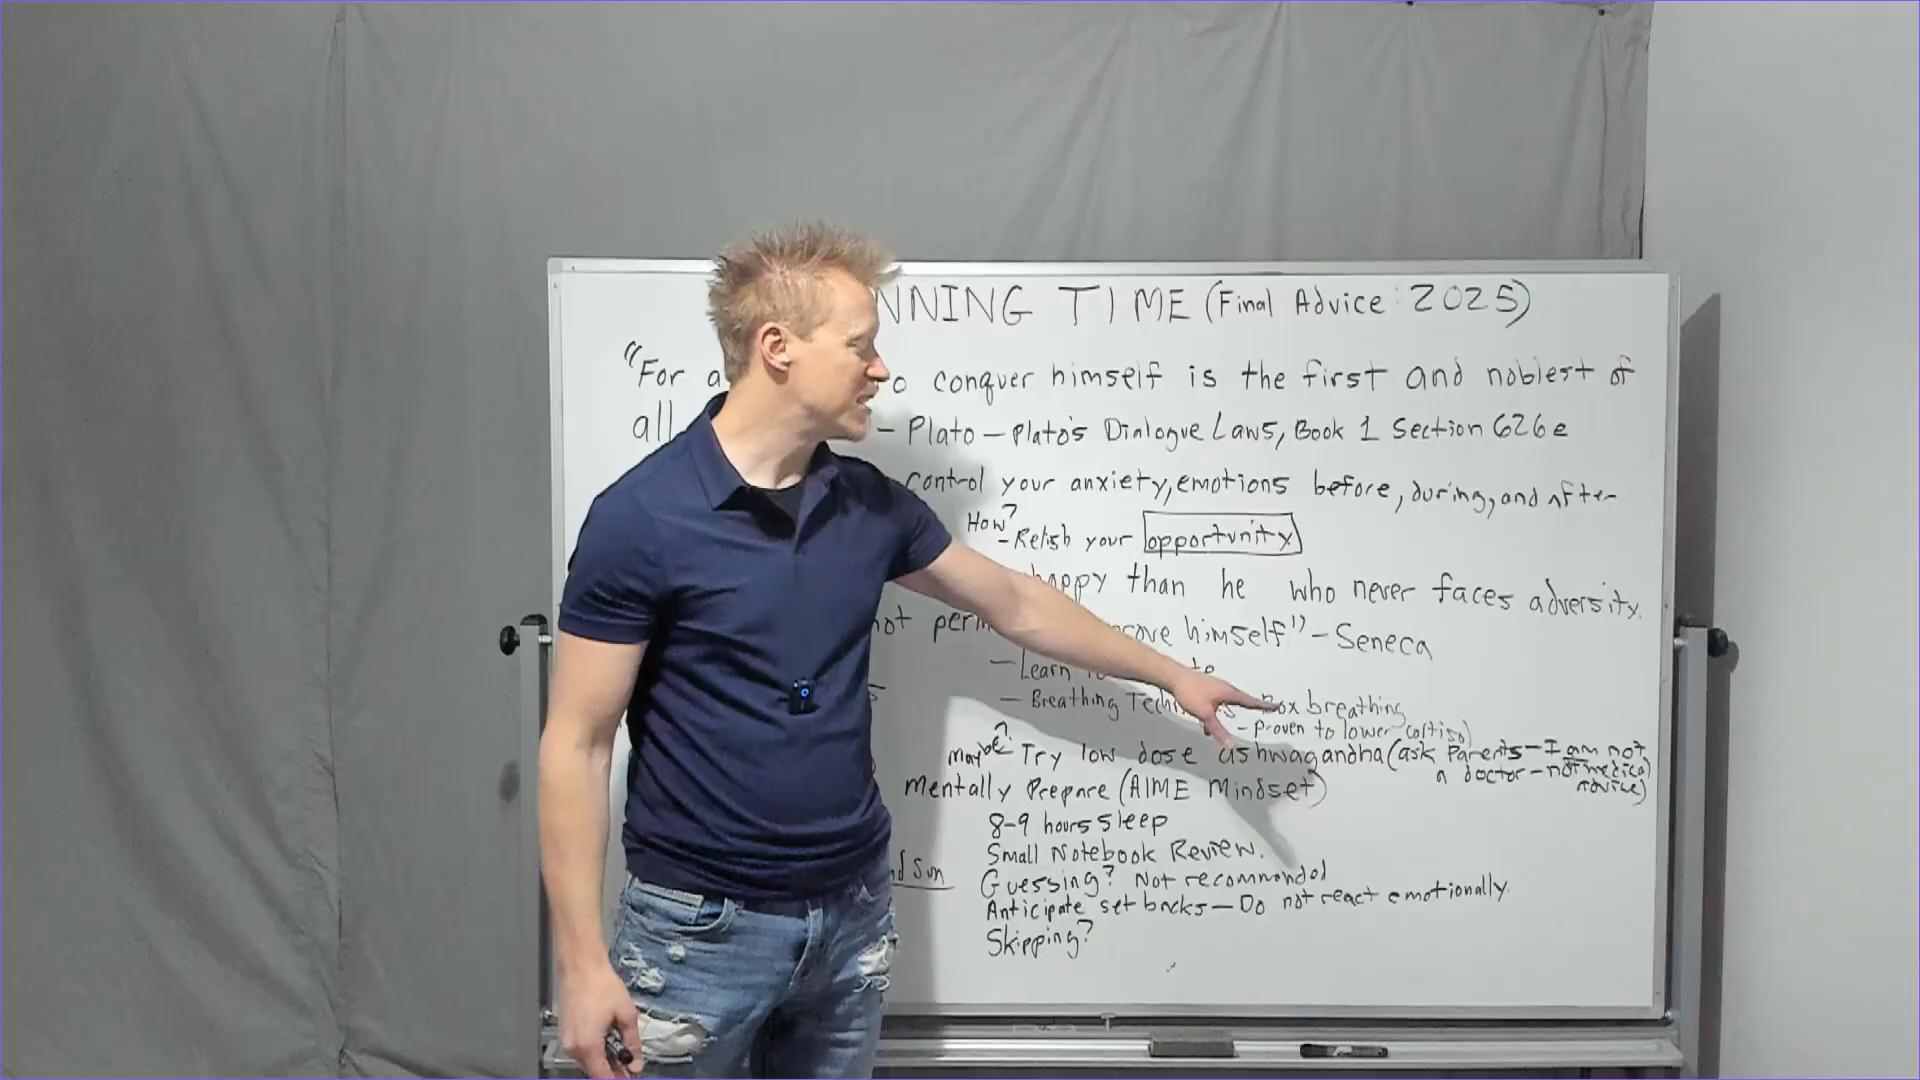 NNING TIME (Final Advice: 2025)
"For a o conquer himself is the first and noblest of
all - Plato - Plato's Dialogue Laws, Book 1 Section 626e
control your anxiety, emotions before, during, and after
How?
- Relish your opportunity
happy than he who never faces adversity.
not perm rove himself" - Seneca
- Learn
- Breathing Box breathing
- Proven to lower cortisol
Maybe? Try low dose ashwagandha (ask Parents - I am not
a doctor - not medical
advice)
Mentally Prepare (AIME Mindset)
8-9 hours sleep
Small Notebook Review.
nd Sun
Guessing? Not recommended
Anticipate set backs - Do not react emotionally
Skipping?